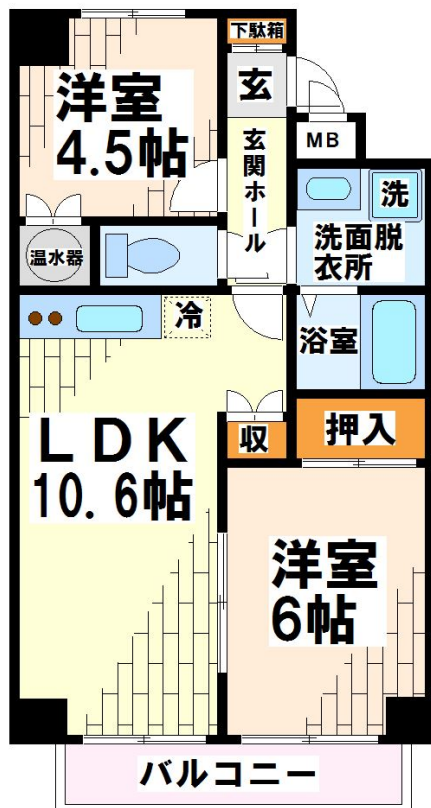 下駄箱
洋室
4.5帖
玄
玄関ホール
MB
洗
洗面脱
衣所
温水器
冷
浴室
LDK
10.6帖
収
押入
洋室
6帖
バルコニー